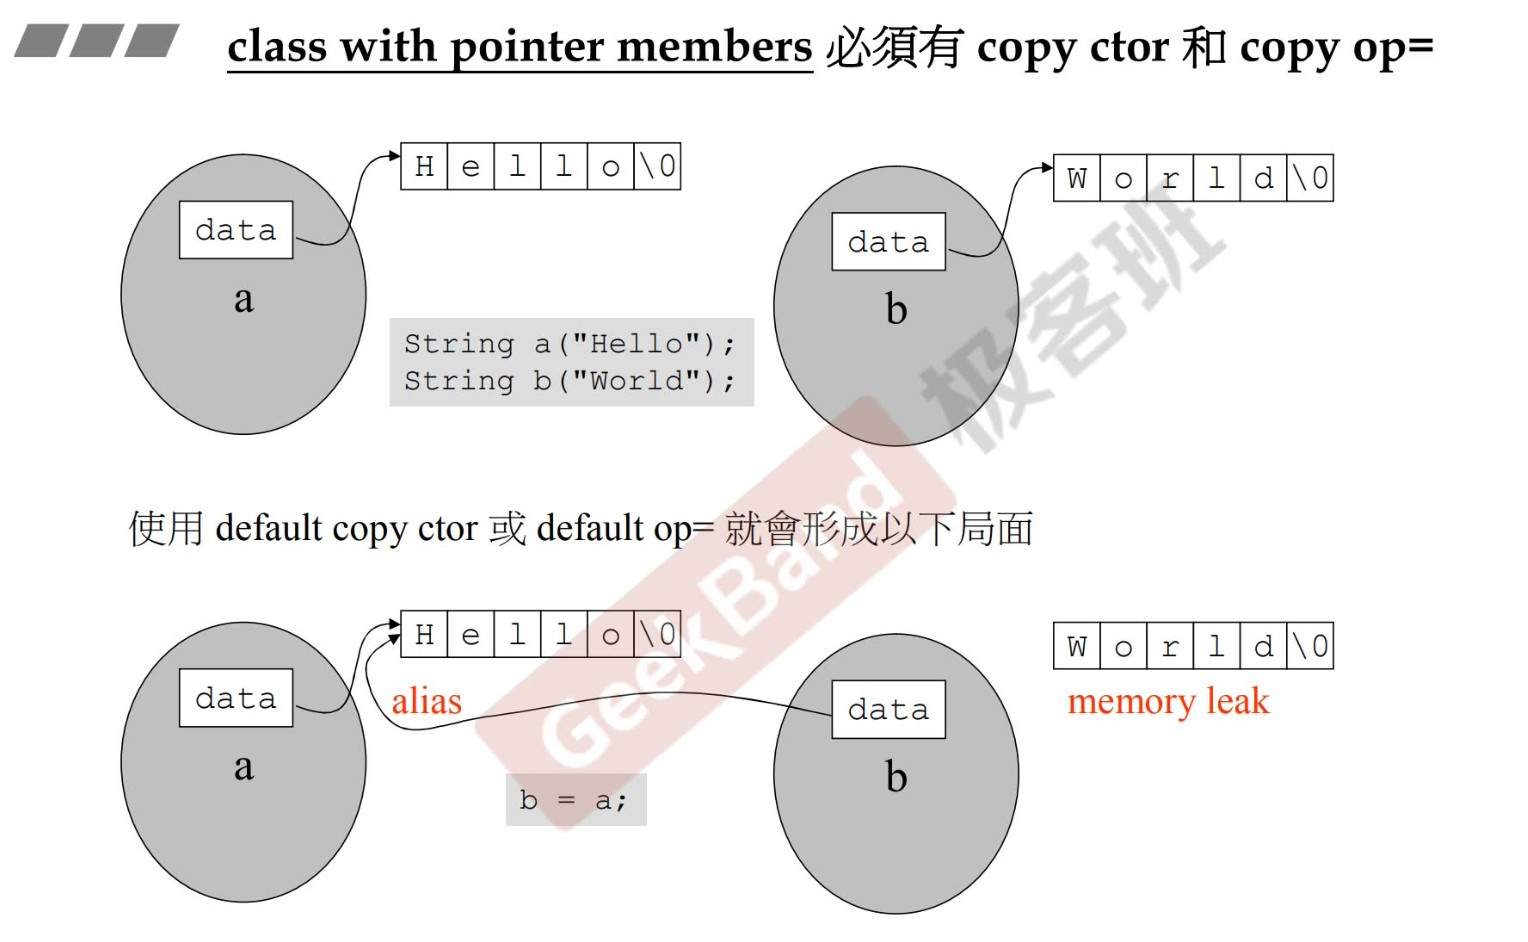 class with pointer members 必須有 copy ctor 和 copy op=
H e l l o \0
W o r l d \0
data
data
a
b
String a("Hello");
String b("World");
极客班
GeekBand
使用 default copy ctor 或 default op= 就會形成以下局面
H e l l o \0
W o r l d \0
data
alias
data
memory leak
a
b
b = a;